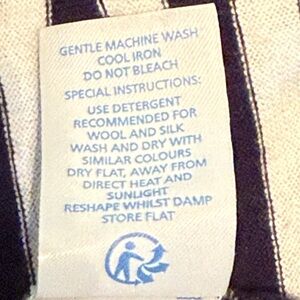 GENTLE MACHINE WASH
COOL IRON
DO NOT BLEACH
SPECIAL INSTRUCTIONS:
USE DETERGENT
RECOMMENDED FOR
WOOL AND SILK
WASH AND DRY WITH
SIMILAR COLOURS
DRY FLAT, AWAY FROM
DIRECT HEAT AND
SUNLIGHT
RESHAPE WHILST DAMP
STORE FLAT